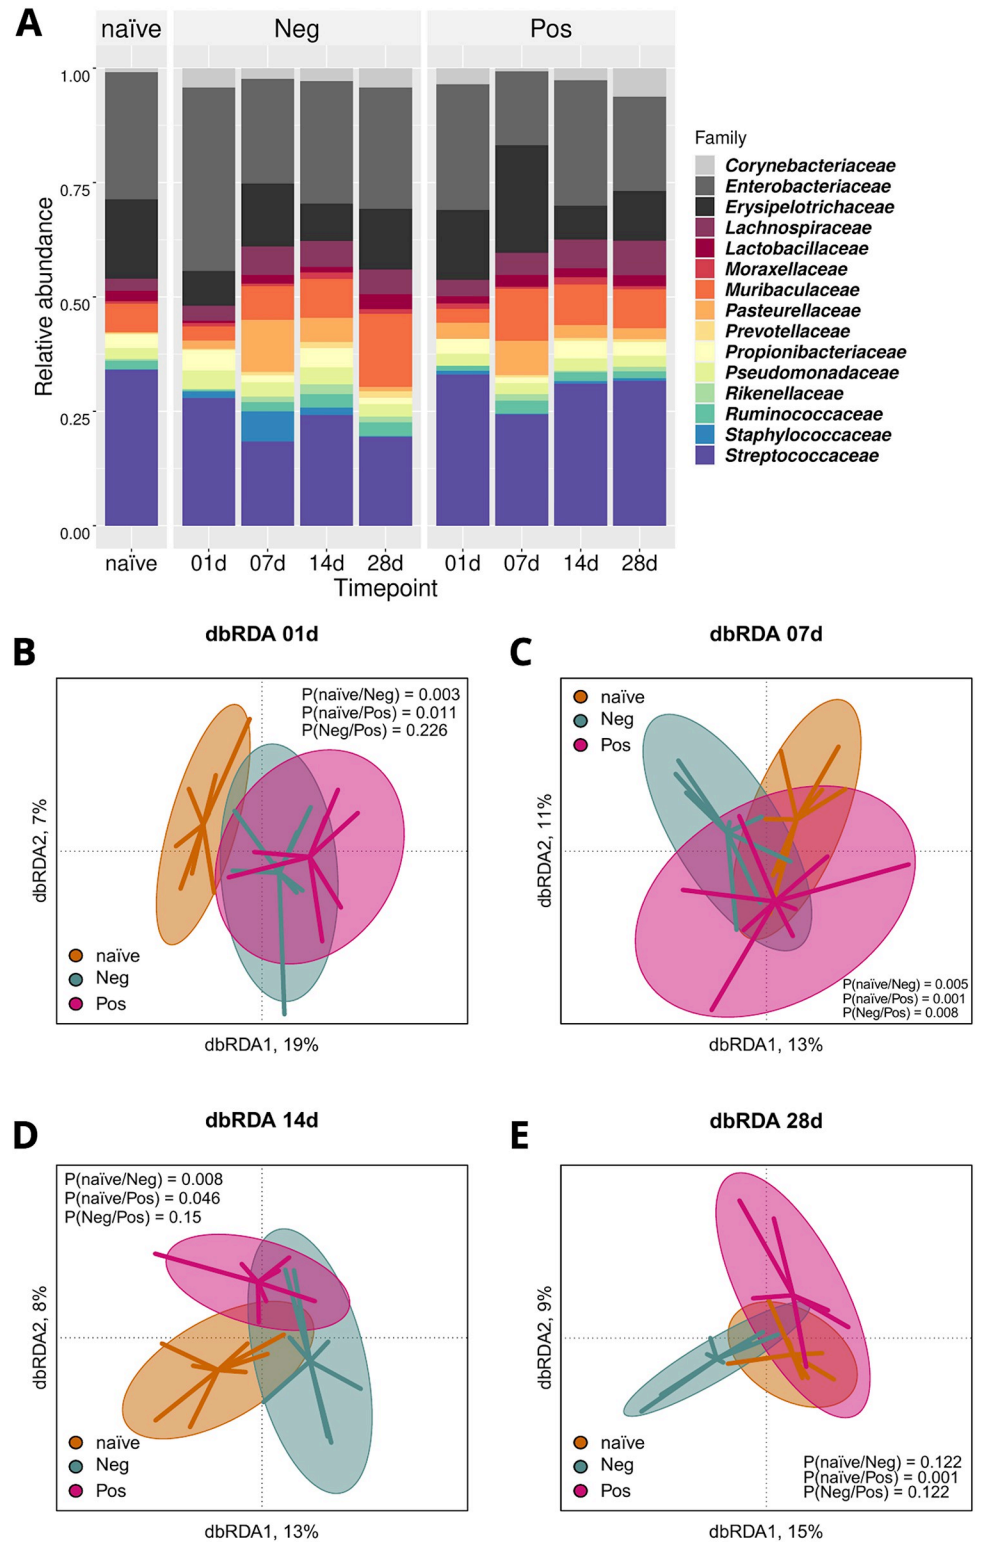 A
naïve
Neg
Pos
1.00
0.75
0.50
0.25
0.00
Relative abundance
naïve
01d
07d
14d
28d
01d
07d
14d
28d
Timepoint
Family
Corynebacteriaceae
Enterobacteriaceae
Erysipelotrichaceae
Lachnospiraceae
Lactobacillaceae
Moraxellaceae
Muribaculaceae
Pasteurellaceae
Prevotellaceae
Propionibacteriaceae
Pseudomonadaceae
Rikenellaceae
Ruminococcaceae
Staphylococcaceae
Streptococcaceae
B
dbRDA 01d
P(naïve/Neg) = 0.003
P(naïve/Pos) = 0.011
P(Neg/Pos) = 0.226
dbRDA2, 7%
naïve
Neg
Pos
dbRDA1, 19%
C
dbRDA 07d
naïve
Neg
Pos
dbRDA2, 11%
P(naïve/Neg) = 0.005
P(naïve/Pos) = 0.001
P(Neg/Pos) = 0.008
dbRDA1, 13%
D
dbRDA 14d
P(naïve/Neg) = 0.008
P(naïve/Pos) = 0.046
P(Neg/Pos) = 0.15
dbRDA2, 8%
naïve
Neg
Pos
dbRDA1, 13%
E
dbRDA 28d
dbRDA2, 9%
naïve
Neg
Pos
P(naïve/Neg) = 0.122
P(naïve/Pos) = 0.001
P(Neg/Pos) = 0.122
dbRDA1, 15%